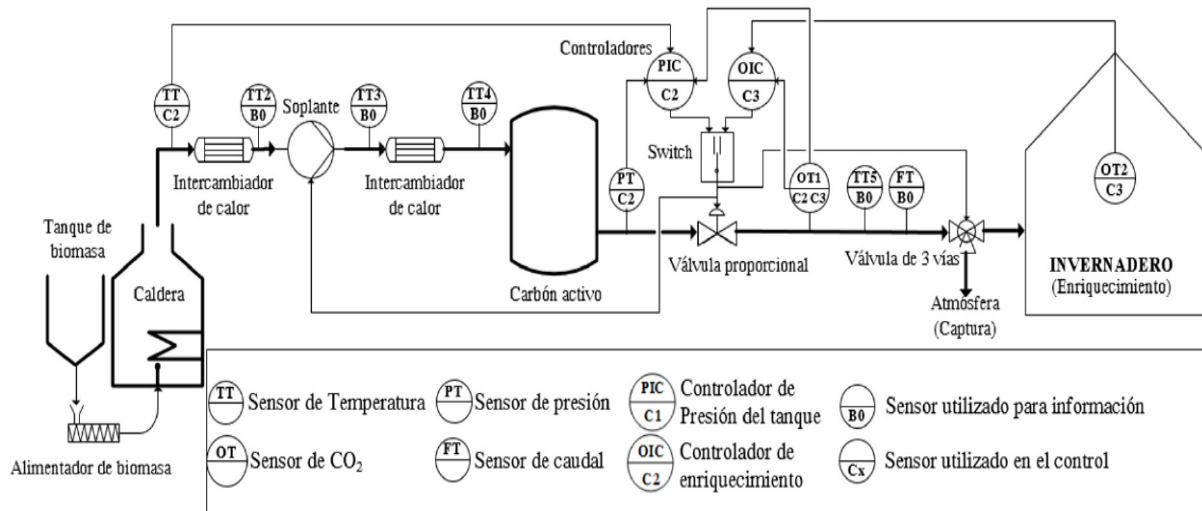 Controladores
PIC
C2
OIC
C3
TT
C2
TT2
B0
Soplante
TT3
B0
TT4
B0
Switch
Intercambiador
de calor
Intercambiador
de calor
PT
C2
OT1
C2 C3
TT5
B0
FT
B0
OT2
C3
Tanque de
biomasa
Caldera
Carbón activo
Válvula proporcional
Válvula de 3 vías
Atmósfera
(Captura)
INVERNADERO
(Enriquecimiento)
Alimentador de biomasa
TT
Sensor de Temperatura
PT
Sensor de presión
PIC
C1
Controlador de
Presión del tanque
B0
Sensor utilizado para información
OT
Sensor de CO₂
FT
Sensor de caudal
OIC
C2
Controlador de
enriquecimiento
Cx
Sensor utilizado en el control